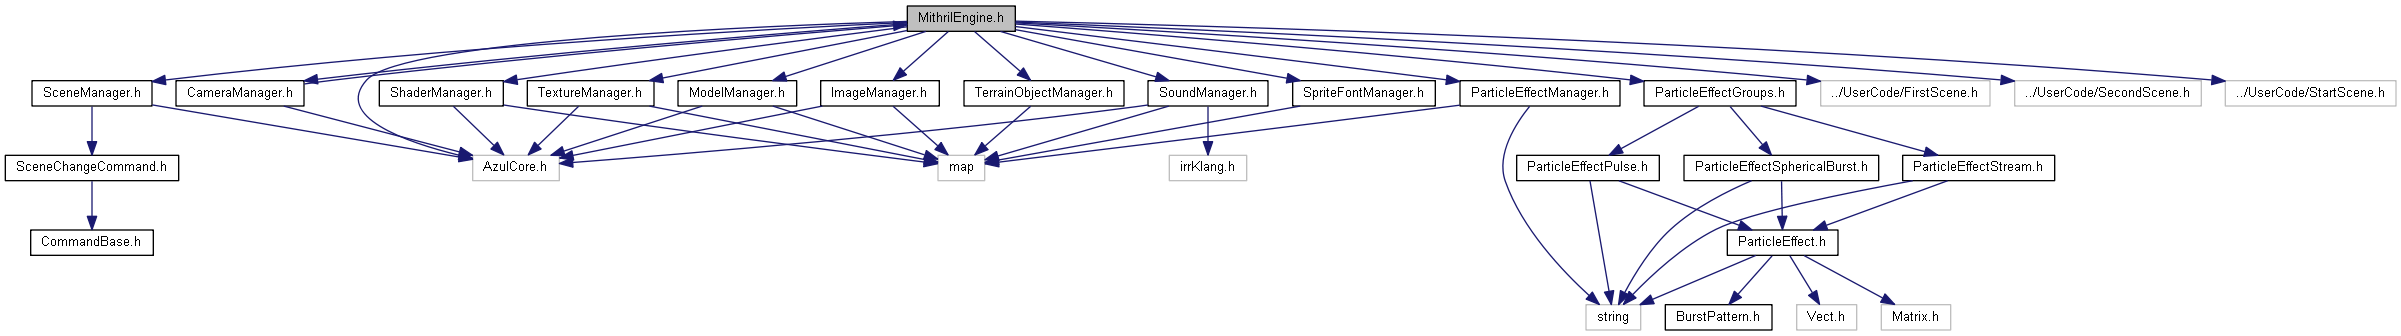 MithrilEngine.h
SceneManager.h
CameraManager.h
ShaderManager.h
TextureManager.h
ModelManager.h
ImageManager.h
TerrainObjectManager.h
SoundManager.h
SpriteFontManager.h
ParticleEffectManager.h
ParticleEffectGroups.h
../UserCode/FirstScene.h
../UserCode/SecondScene.h
../UserCode/StartScene.h
SceneChangeCommand.h
AzulCore.h
map
irrKlang.h
ParticleEffectPulse.h
ParticleEffectSphericalBurst.h
ParticleEffectStream.h
CommandBase.h
ParticleEffect.h
string
BurstPattern.h
Vect.h
Matrix.h